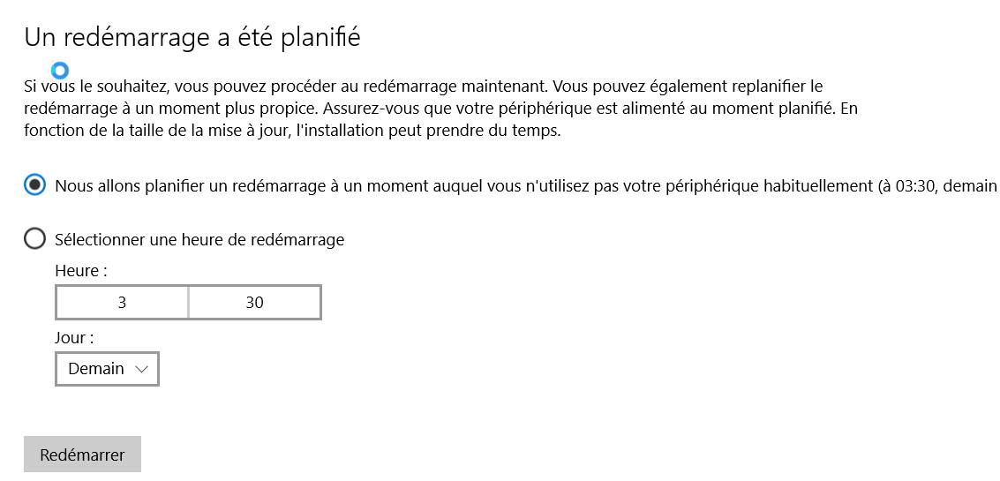 Un redémarrage a été planifié
Si vous le souhaitez, vous pouvez procéder au redémarrage maintenant. Vous pouvez également replanifier le
redémarrage à un moment plus propice. Assurez-vous que votre périphérique est alimenté au moment planifié. En
fonction de la taille de la mise à jour, l'installation peut prendre du temps.
Nous allons planifier un redémarrage à un moment auquel vous n'utilisez pas votre périphérique habituellement (à 03:30, demain
Sélectionner une heure de redémarrage
Heure :
3 30
Jour :
Demain
Redémarrer